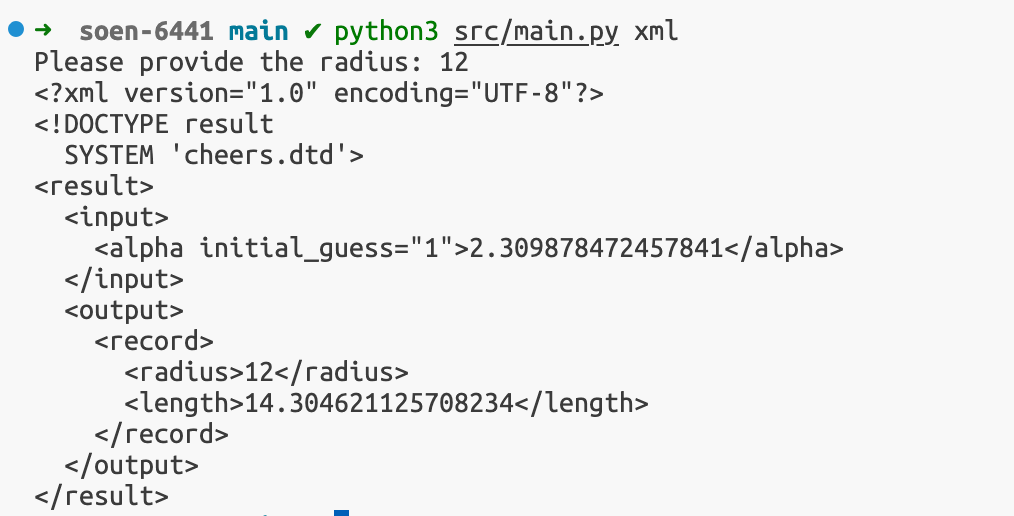 ➜  soen-6441 main ✔ python3 src/main.py xml
Please provide the radius: 12
<?xml version="1.0" encoding="UTF-8"?>
<!DOCTYPE result
  SYSTEM 'cheers.dtd'>
<result>
  <input>
    <alpha initial_guess="1">2.309878472457841</alpha>
  </input>
  <output>
    <record>
      <radius>12</radius>
      <length>14.304621125708234</length>
    </record>
  </output>
</result>